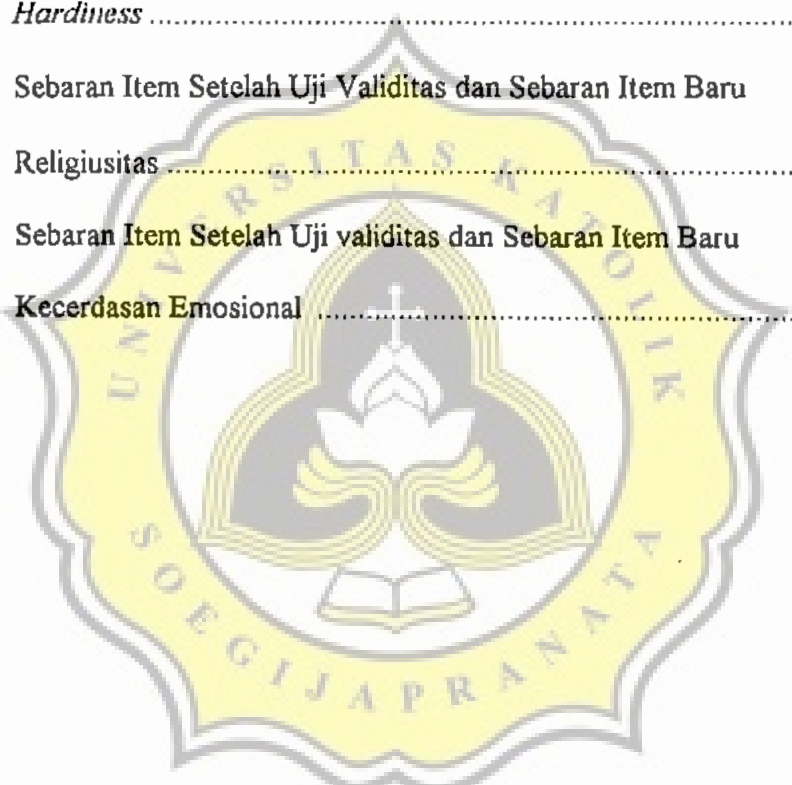 Hardiness ................................................
Sebaran Item Setelah Uji Validitas dan Sebaran Item Baru
Religiusitas ................................................
Sebaran Item Setelah Uji validitas dan Sebaran Item Baru
Kecerdasan Emosional ................................................
UNIVERSITAS KATOLIK
SOEGIJAPRANATA